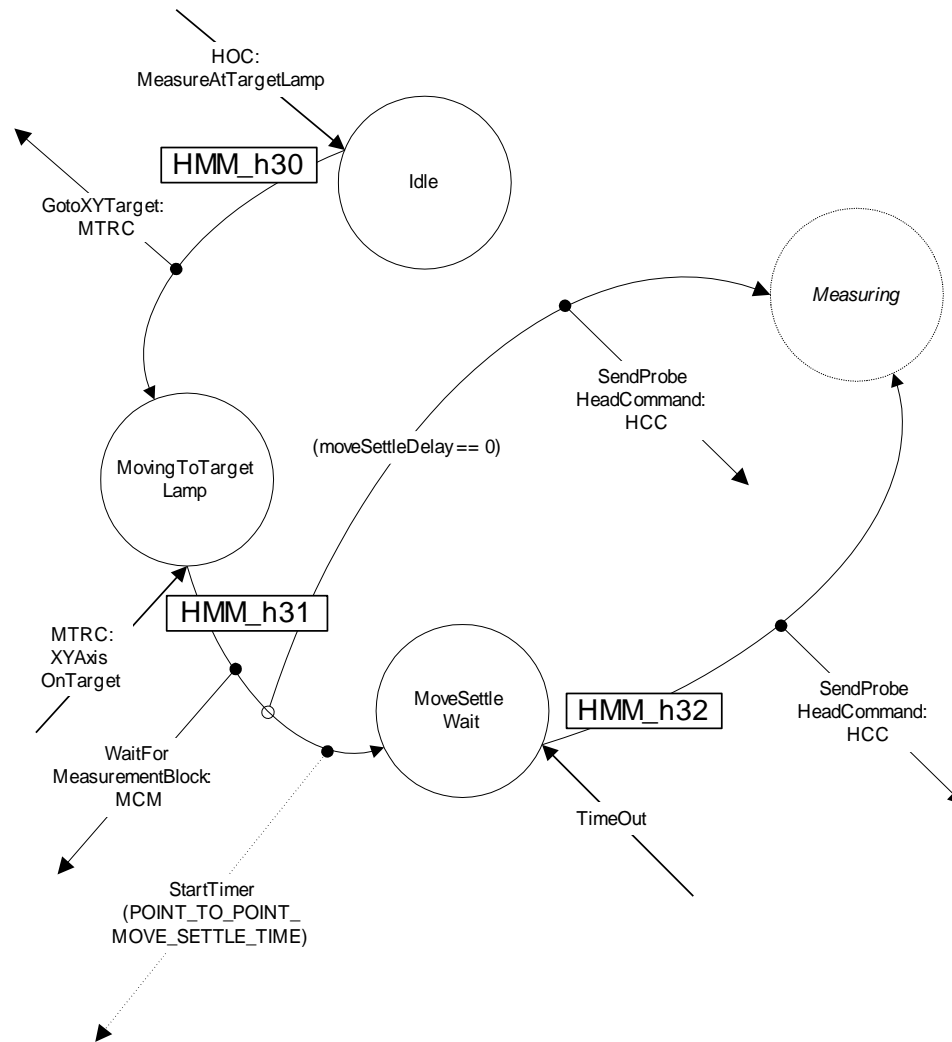 HOC:
MeasureAtTargetLamp
HMM_h30
Idle
GotoXYTarget:
MTRC
Measuring
SendProbe
HeadCommand:
HCC
(moveSettleDelay == 0)
MovingToTarget
Lamp
HMM_h31
MTRC:
XYAxis
OnTarget
MoveSettle
Wait
HMM_h32
SendProbe
HeadCommand:
HCC
WaitFor
MeasurementBlock:
MCM
TimeOut
StartTimer
(POINT_TO_POINT_
MOVE_SETTLE_TIME)